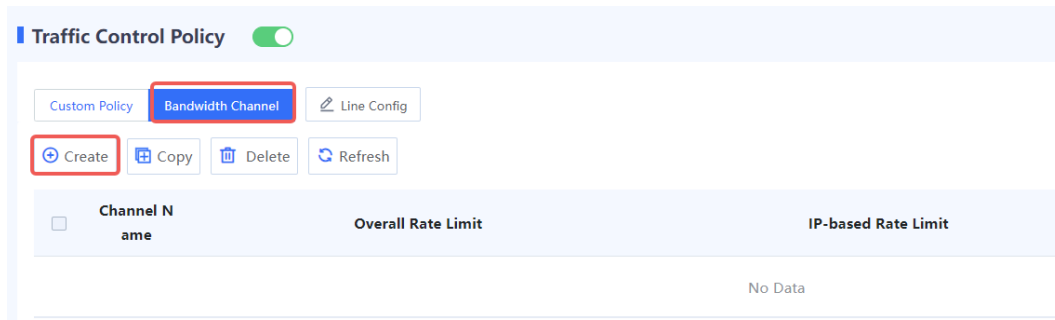 Traffic Control Policy
Custom Policy Bandwidth Channel Line Config
Create Copy Delete Refresh
Channel N
ame Overall Rate Limit IP-based Rate Limit
No Data